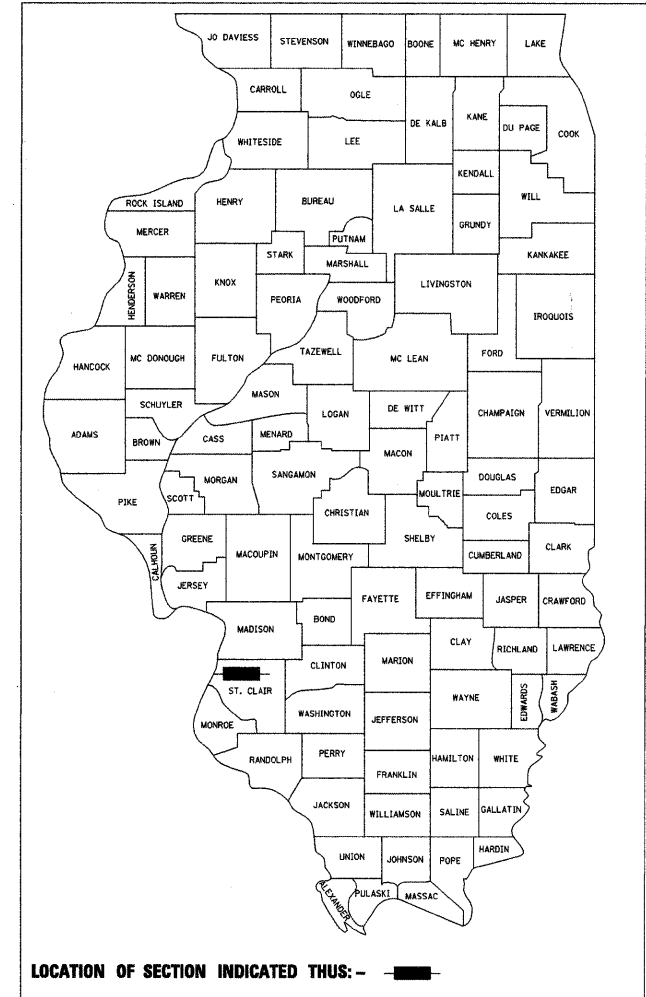 JO DAVIESS STEVENSON WINNEBAGO BOONE MC HENRY LAKE
CARROLL OGLE DE KALB KANE DU PAGE COOK
WHITESIDE LEE
KENDALL WILL
ROCK ISLAND HENRY BUREAU LA SALLE GRUNDY
MERCER PUTNAM
STARK MARSHALL KANKAKEE
HENDERSON WARREN KNOX PEORIA WOODFORD LIVINGSTON IROQUOIS
HANCOCK MC DONOUGH FULTON TAZEWELL MC LEAN FORD
MASON
SCHUYLER LOGAN DE WITT CHAMPAIGN VERMILION
ADAMS BROWN CASS MENARD PIATT
MACON
MORGAN SANGAMON DOUGLAS EDGAR
PIKE SCOTT CHRISTIAN MOULTRIE COLES
GREENE MACOUPIN MONTGOMERY SHELBY CUMBERLAND CLARK
CALHOUN JERSEY
FAYETTE EFFINGHAM JASPER CRAWFORD
MADISON BOND
CLAY RICHLAND LAWRENCE
CLINTON MARION
ST. CLAIR WAYNE EDWARDS WABASH
MONROE WASHINGTON JEFFERSON
RANDOLPH PERRY HAMILTON WHITE
FRANKLIN
JACKSON WILLIAMSON SALINE GALLATIN
UNION JOHNSON POPE HARDIN
ALEXANDER PULASKI MASSAC
LOCATION OF SECTION INDICATED THUS: -